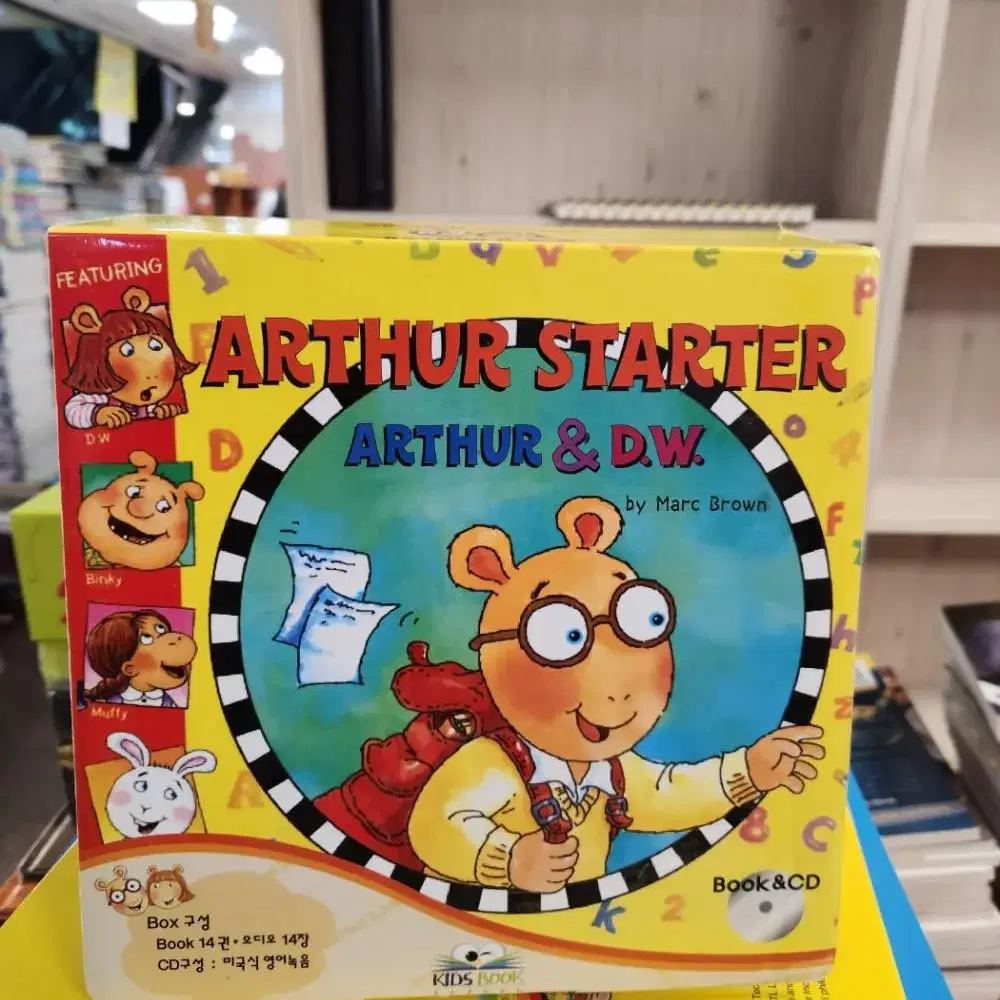 FEATURING
D.W
Binky
Muffy
ARTHUR STARTER
ARTHUR & D.W.
by Marc Brown
Book&CD
Box 구성
Book 14권 • 오디오 14장
CD구성 : 미국식 영어녹음
KIDS BOOK